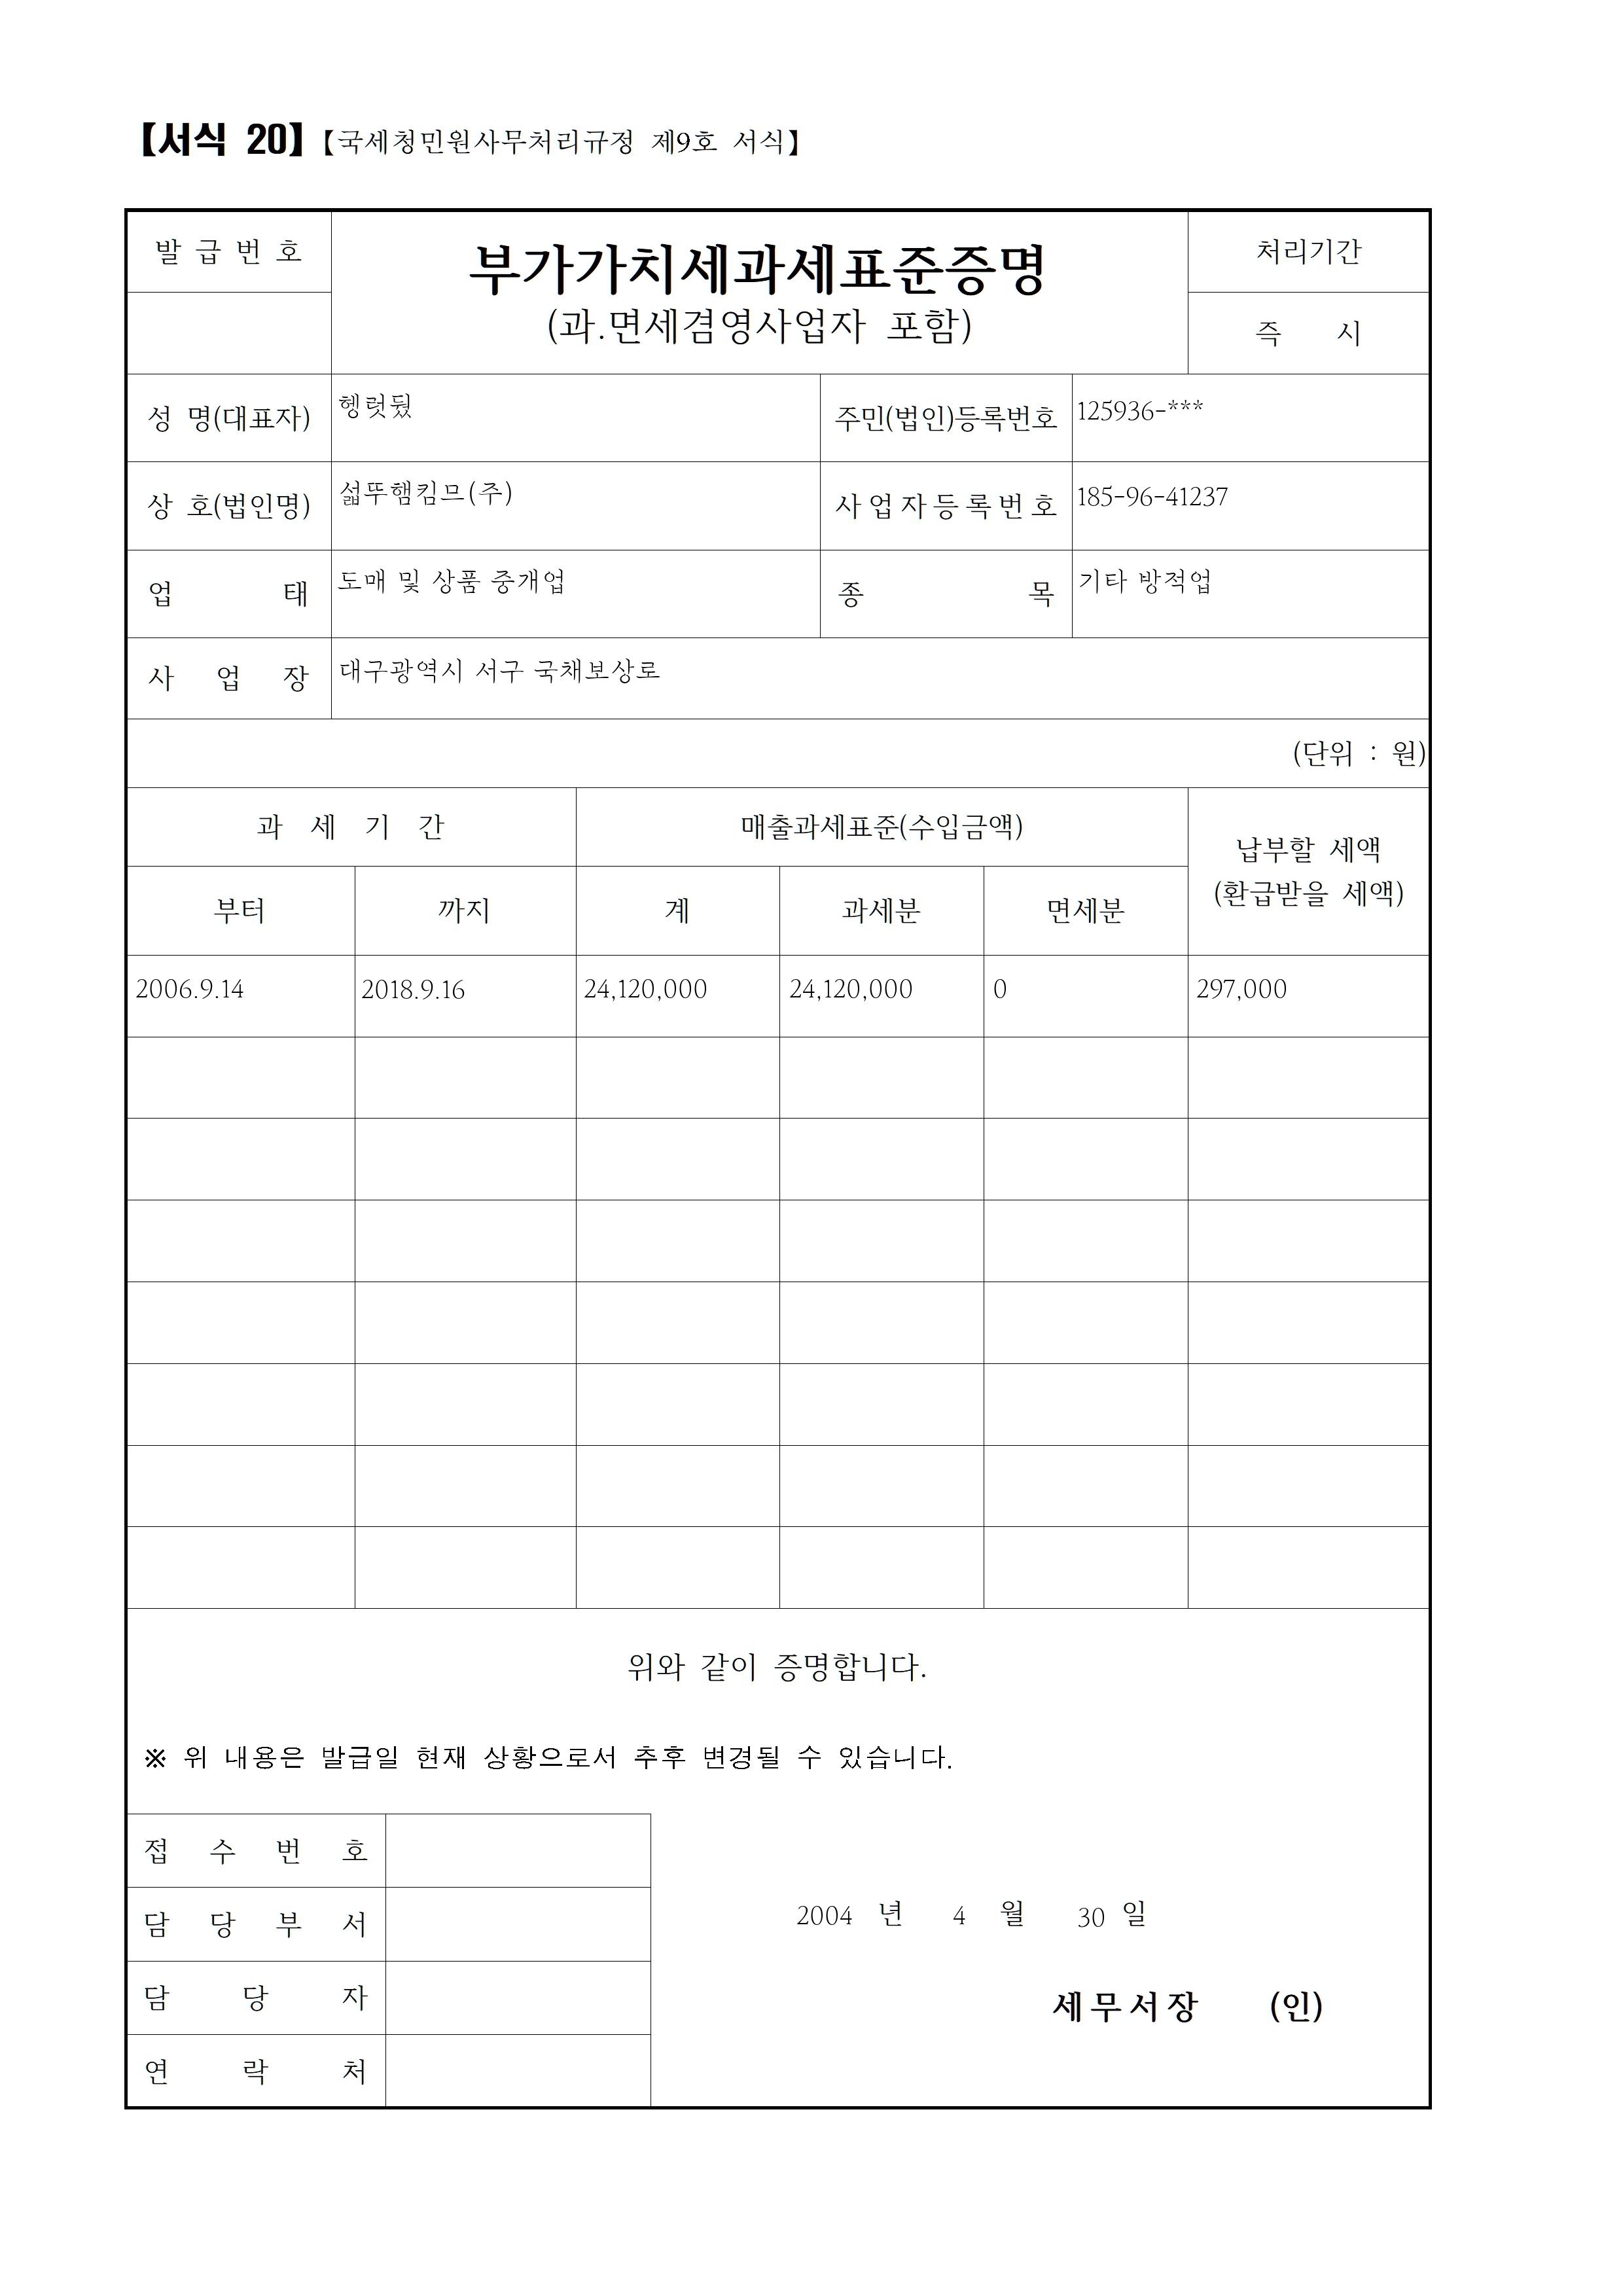 【서식 20】【국세청민원사무처리규정 제9호 서식】
발 급 번 호
부가가치세과세표준증명
(과.면세겸영사업자 포함)
처리기간
즉 시
성 명(대표자) 헹럿뒸 주민(법인)등록번호 125936-***
상 호(법인명) 섧뚜햄킴므(주) 사업자등록번호 185-96-41237
업 태 도매 및 상품 중개업 종 목 기타 방적업
사 업 장 대구광역시 서구 국채보상로
(단위 : 원)
과 세 기 간 매출과세표준(수입금액) 납부할 세액
(환급받을 세액)
부터 까지 계 과세분 면세분
2006.9.14 2018.9.16 24,120,000 24,120,000 0 297,000
위와 같이 증명합니다.
※ 위 내용은 발급일 현재 상황으로서 추후 변경될 수 있습니다.
접 수 번 호
담 당 부 서
담 당 자
연 락 처
2004 년 4 월 30 일
세무서장 (인)